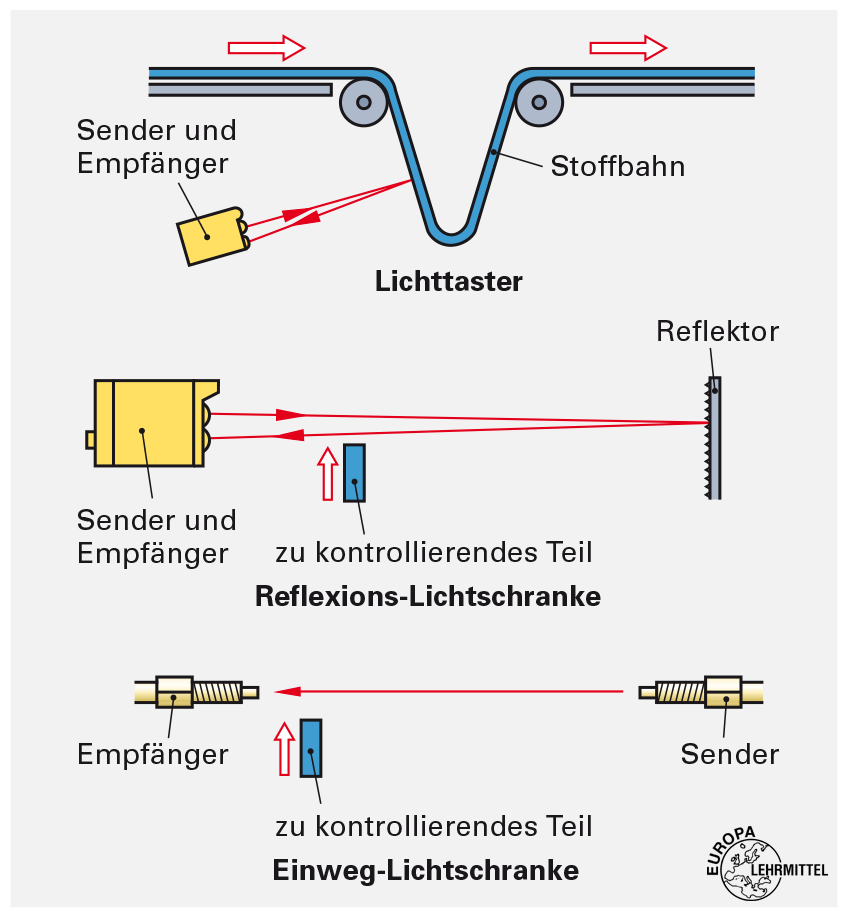 Sender und
Empfänger
Stoffbahn
Lichttaster
Reflektor
Sender und
Empfänger
zu kontrollierendes Teil
Reflexions-Lichtschranke
Empfänger
Sender
zu kontrollierendes Teil
Einweg-Lichtschranke
EUROPA
LEHRMITTEL